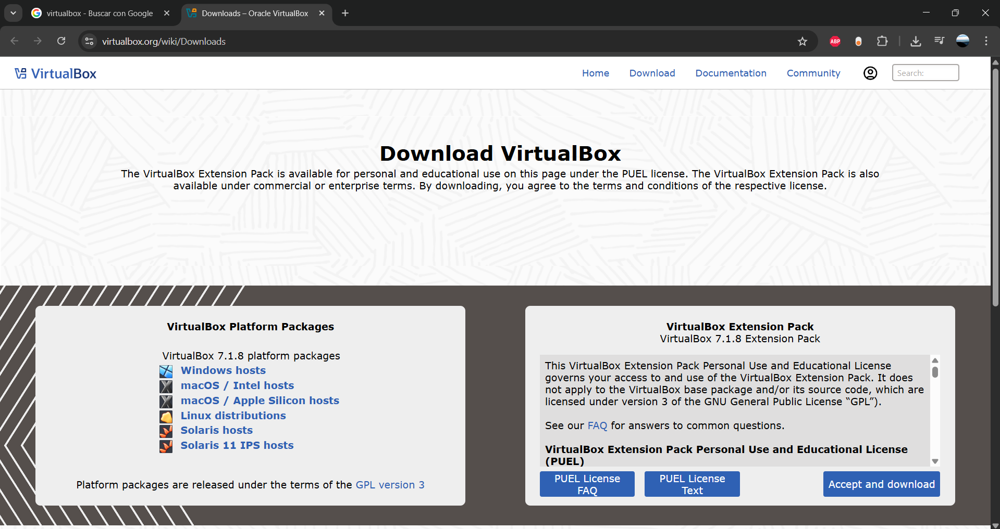 virtualbox - Buscar con Google
Downloads – Oracle VirtualBox
virtualbox.org/wiki/Downloads
ABP
VirtualBox
Home
Download
Documentation
Community
Search:
Download VirtualBox
The VirtualBox Extension Pack is available for personal and educational use on this page under the PUEL license. The VirtualBox Extension Pack is also
available under commercial or enterprise terms. By downloading, you agree to the terms and conditions of the respective license.
VirtualBox Platform Packages
VirtualBox 7.1.8 platform packages
Windows hosts
macOS / Intel hosts
macOS / Apple Silicon hosts
Linux distributions
Solaris hosts
Solaris 11 IPS hosts
Platform packages are released under the terms of the GPL version 3
VirtualBox Extension Pack
VirtualBox 7.1.8 Extension Pack
This VirtualBox Extension Pack Personal Use and Educational License
governs your access to and use of the VirtualBox Extension Pack. It does
not apply to the VirtualBox base package and/or its source code, which are
licensed under version 3 of the GNU General Public License “GPL”).
See our FAQ for answers to common questions.
VirtualBox Extension Pack Personal Use and Educational License
(PUEL)
PUEL License
FAQ
PUEL License
Text
Accept and download